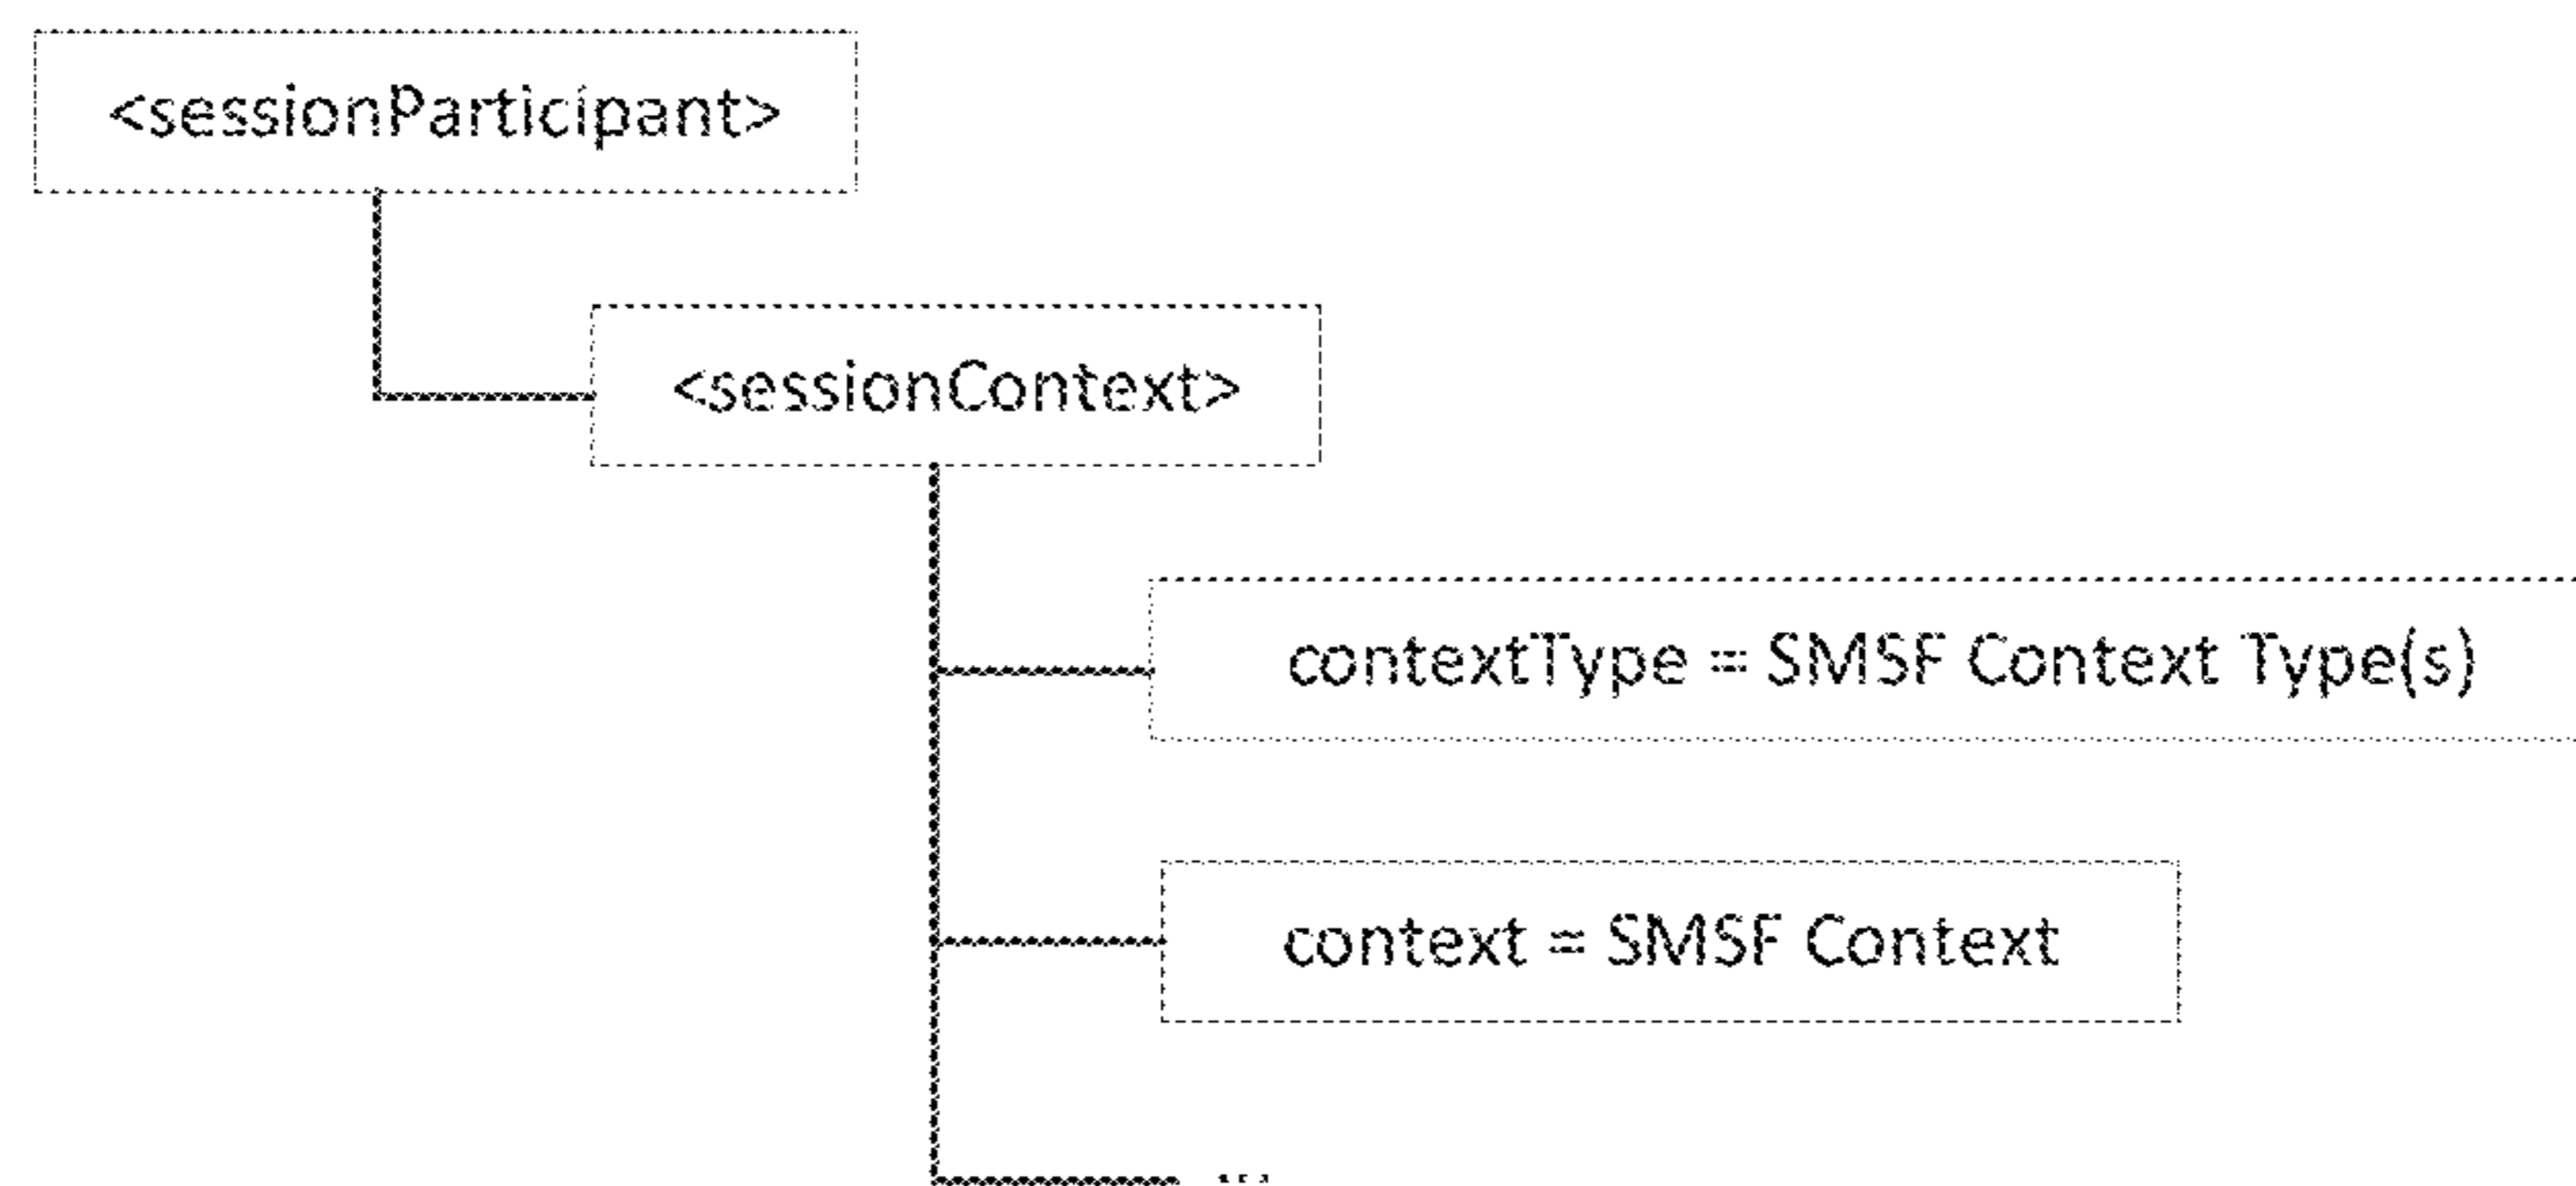 <sessionParticipant>
<sessionContext>
contextType = SMSF Context Type(s)
context = SMSF Context
...